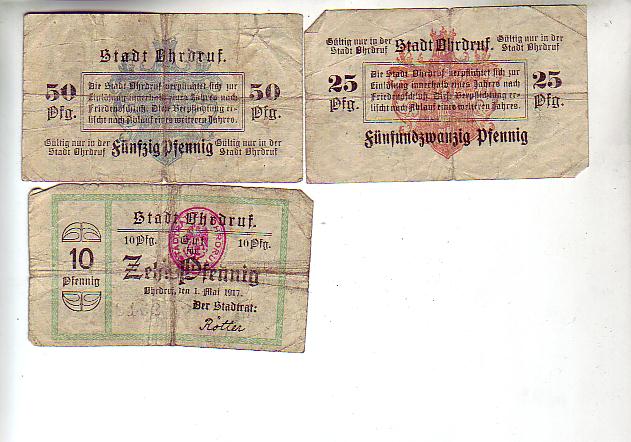 Stadt Ohrdruf.
50 Pfg.
Die Stadt Ohrdruf verpflichtet sich zur
Einlösung innerhalb eines Jahres nach
Friedensschluß. Diese Verpflichtung er-
lischt nach Ablauf eines weiteren Jahres.
50 Pfg.
Gültig nur in der
Stadt Ohrdruf
Fünfzig Pfennig
Gültig nur in der
Stadt Ohrdruf
Gültig nur in der
Stadt Ohrdruf
Stadt Ohrdruf.
Gültig nur in der
Stadt Ohrdruf
25 Pfg.
Die Stadt Ohrdruf verpflichtet sich zur
Einlösung innerhalb eines Jahres nach
Friedensschluß. Diese Verpflichtung er-
lischt nach Ablauf eines weiteren Jahres.
25 Pfg.
Fünfundzwanzig Pfennig
Stadt Ohrdruf.
10 Pfg. Gut für 10 Pfg.
10
Pfennig
Zehn Pfennig
Ohrdruf, den 1. Mai 1917.
Der Stadtrat:
Rötter